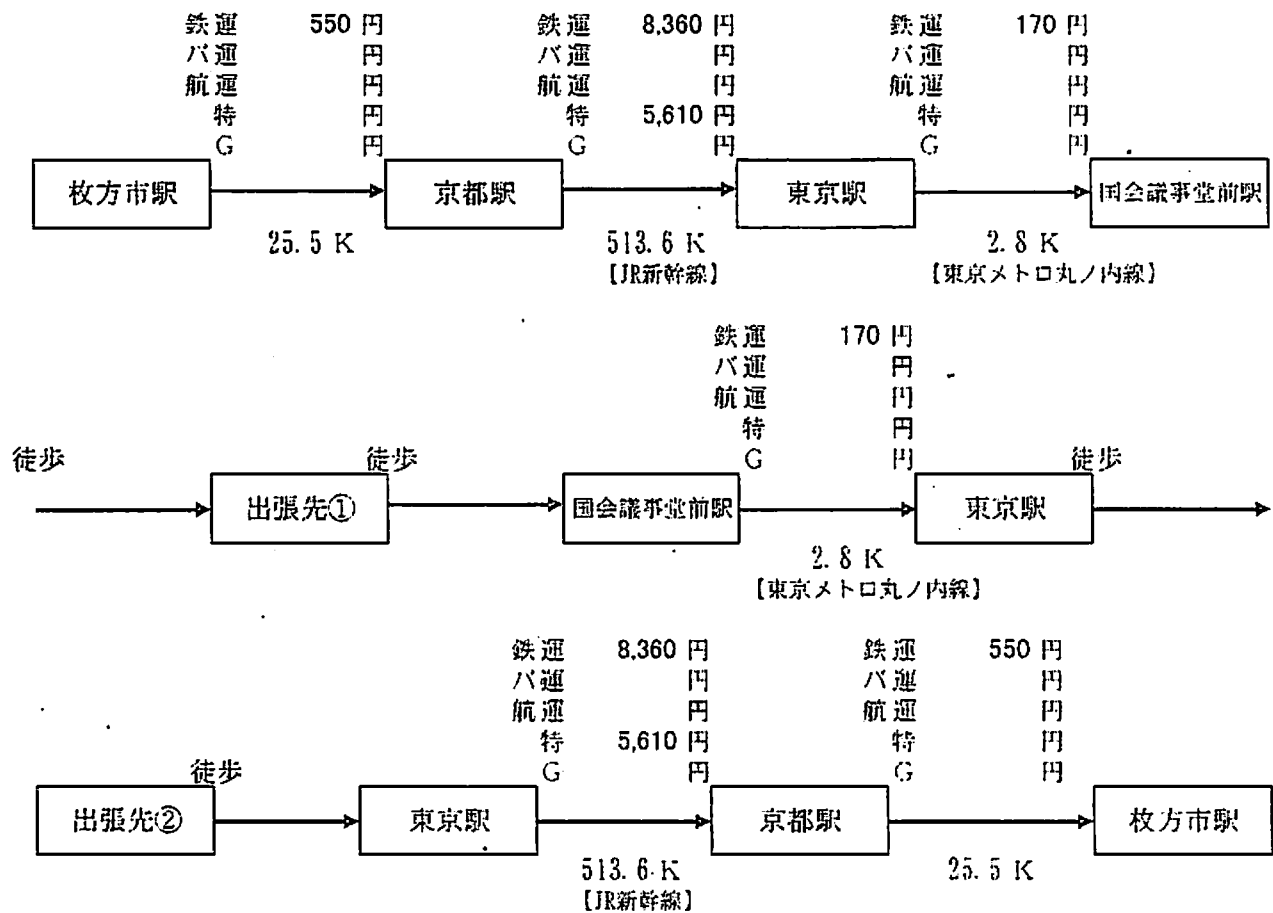 鉄運 550 円 鉄運 8,360 円 鉄運 170 円
バ運 円 バ運 円 バ運 円
航運 円 航運 円 航運 円
特 円 特 5,610 円 特 円
G 円 G 円 G 円
枚方市駅 京都駅 東京駅 国会議事堂前駅
25.5 K 513.6 K 2.8 K
【JR新幹線】 【東京メトロ丸ノ内線】
鉄運 170 円
バ運 円
航運 円
特 円
徒歩 徒歩 G 円 徒歩
出張先① 国会議事堂前駅 東京駅
2.8 K
【東京メトロ丸ノ内線】
鉄運 8,360 円 鉄運 550 円
バ運 円 バ運 円
航運 円 航運 円
特 5,610 円 特 円
徒歩 G 円 G 円
出張先② 東京駅 京都駅 枚方市駅
513.6 K 25.5 K
【JR新幹線】